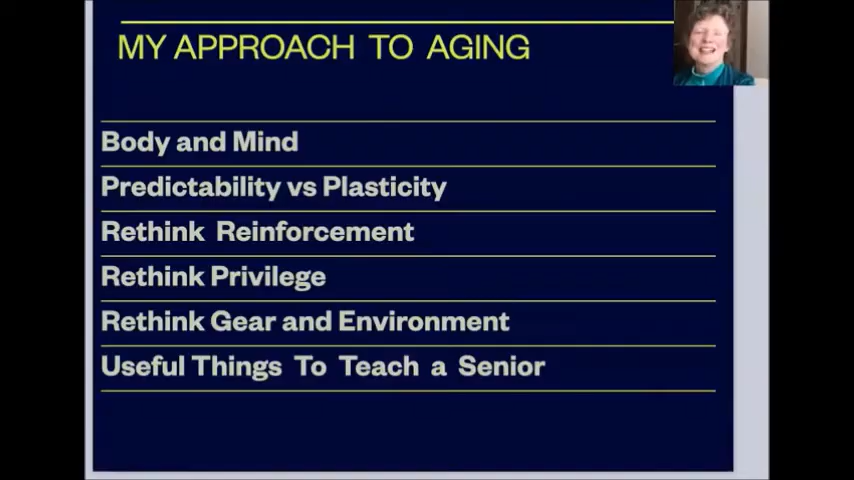 MY APPROACH TO AGING
Body and Mind
Predictability vs Plasticity
Rethink Reinforcement
Rethink Privilege
Rethink Gear and Environment
Useful Things To Teach a Senior